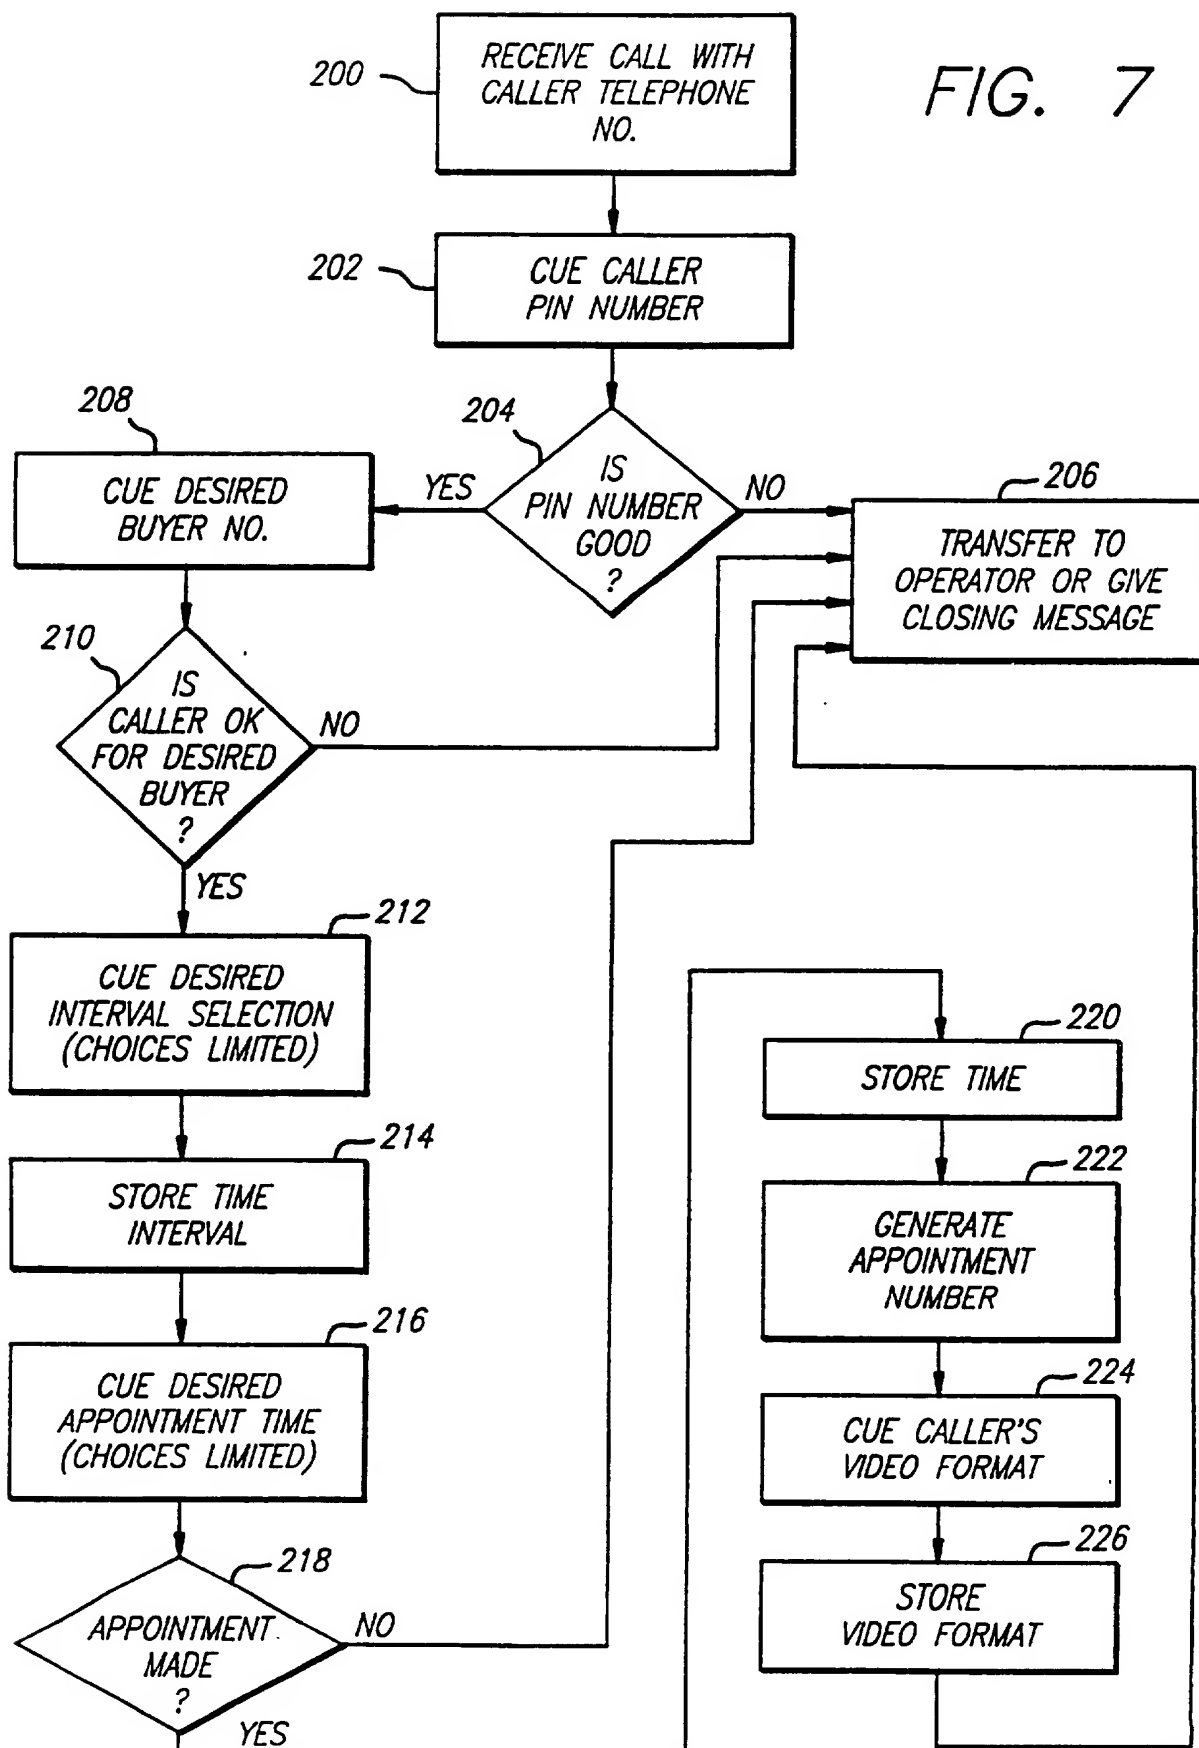 FIG. 7
200
RECEIVE CALL WITH
CALLER TELEPHONE
NO.
202
CUE CALLER
PIN NUMBER
204
IS
PIN NUMBER
GOOD
?
YES
NO
206
TRANSFER TO
OPERATOR OR GIVE
CLOSING MESSAGE
208
CUE DESIRED
BUYER NO.
210
IS
CALLER OK
FOR DESIRED
BUYER
?
NO
YES
212
CUE DESIRED
INTERVAL SELECTION
(CHOICES LIMITED)
214
STORE TIME
INTERVAL
216
CUE DESIRED
APPOINTMENT TIME
(CHOICES LIMITED)
218
APPOINTMENT
MADE
?
NO
YES
220
STORE TIME
222
GENERATE
APPOINTMENT
NUMBER
224
CUE CALLER'S
VIDEO FORMAT
226
STORE
VIDEO FORMAT